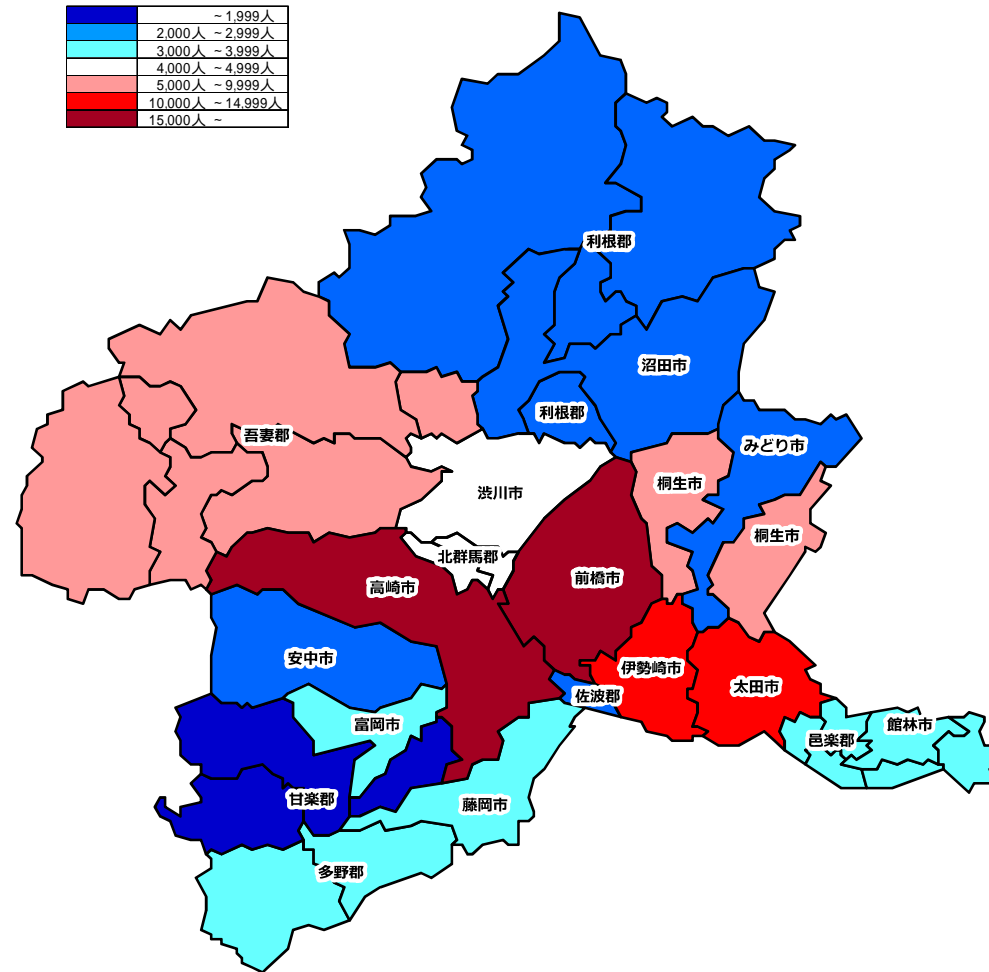 ~ 1,999人
2,000人 ~ 2,999人
3,000人 ~ 3,999人
4,000人 ~ 4,999人
5,000人 ~ 9,999人
10,000人 ~ 14,999人
15,000人 ~
利根郡
沼田市
利根郡
吾妻郡
みどり市
桐生市
渋川市
桐生市
北群馬郡
前橋市
高崎市
安中市
伊勢崎市
太田市
佐波郡
富岡市
館林市
邑楽郡
甘楽郡
藤岡市
多野郡